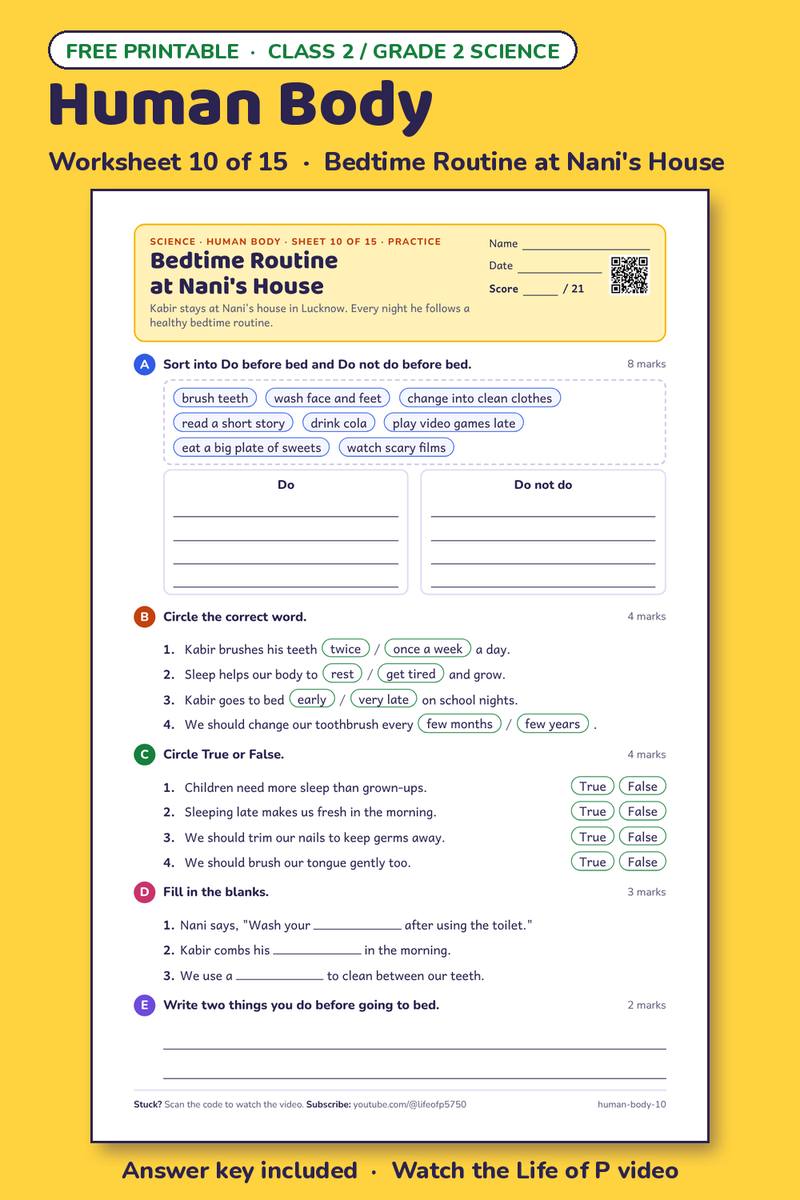 FREE PRINTABLE · CLASS 2 / GRADE 2 SCIENCE
Human Body
Worksheet 10 of 15 · Bedtime Routine at Nani's House
SCIENCE · HUMAN BODY · SHEET 10 OF 15 · PRACTICE
Bedtime Routine
at Nani's House
Kabir stays at Nani's house in Lucknow. Every night he follows a
healthy bedtime routine.
Name ________
Date ________
Score ____ / 21
A Sort into Do before bed and Do not do before bed. 8 marks
brush teeth wash face and feet change into clean clothes
read a short story drink cola play video games late
eat a big plate of sweets watch scary films
Do Do not do
B Circle the correct word. 4 marks
1. Kabir brushes his teeth twice / once a week a day.
2. Sleep helps our body to rest / get tired and grow.
3. Kabir goes to bed early / very late on school nights.
4. We should change our toothbrush every few months / few years .
C Circle True or False. 4 marks
1. Children need more sleep than grown-ups. True False
2. Sleeping late makes us fresh in the morning. True False
3. We should trim our nails to keep germs away. True False
4. We should brush our tongue gently too. True False
D Fill in the blanks. 3 marks
1. Nani says, "Wash your ________ after using the toilet."
2. Kabir combs his ________ in the morning.
3. We use a ________ to clean between our teeth.
E Write two things you do before going to bed. 2 marks
Stuck? Scan the code to watch the video. Subscribe: youtube.com/@lifeofp5750 human-body-10
Answer key included · Watch the Life of P video